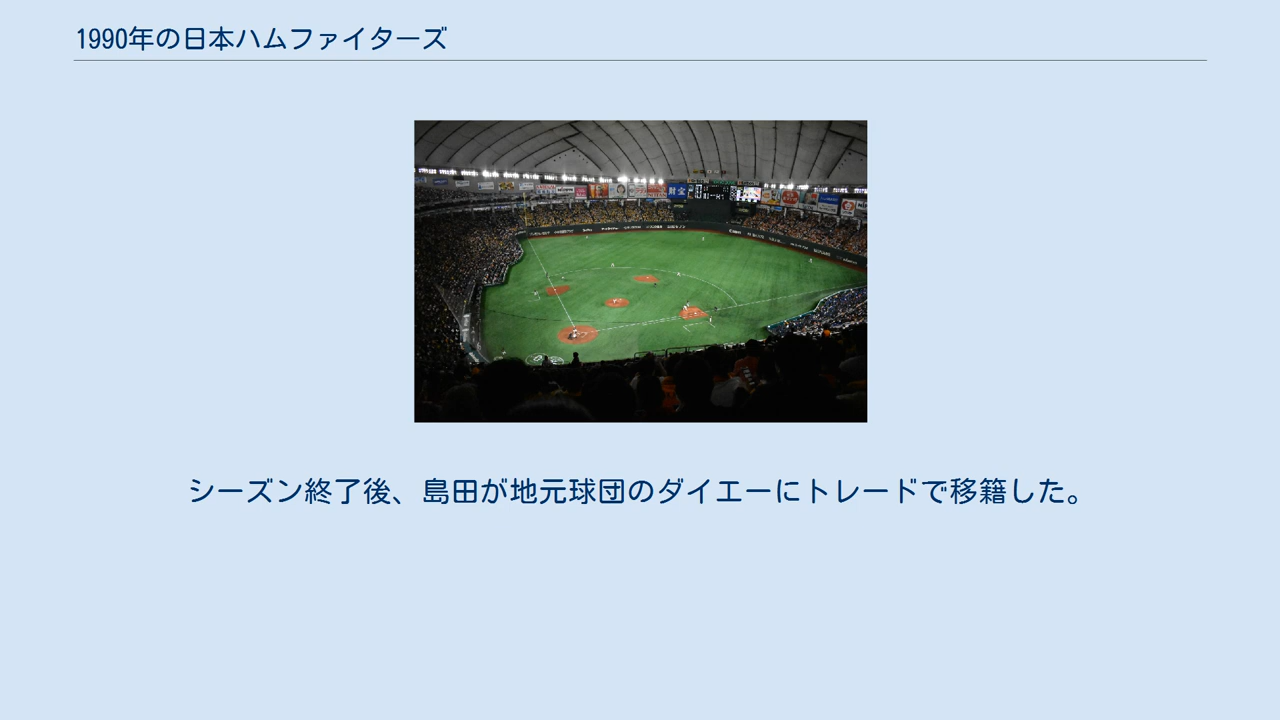 1990年の日本ハムファイターズ
財宝
シーズン終了後、島田が地元球団のダイエーにトレードで移籍した。